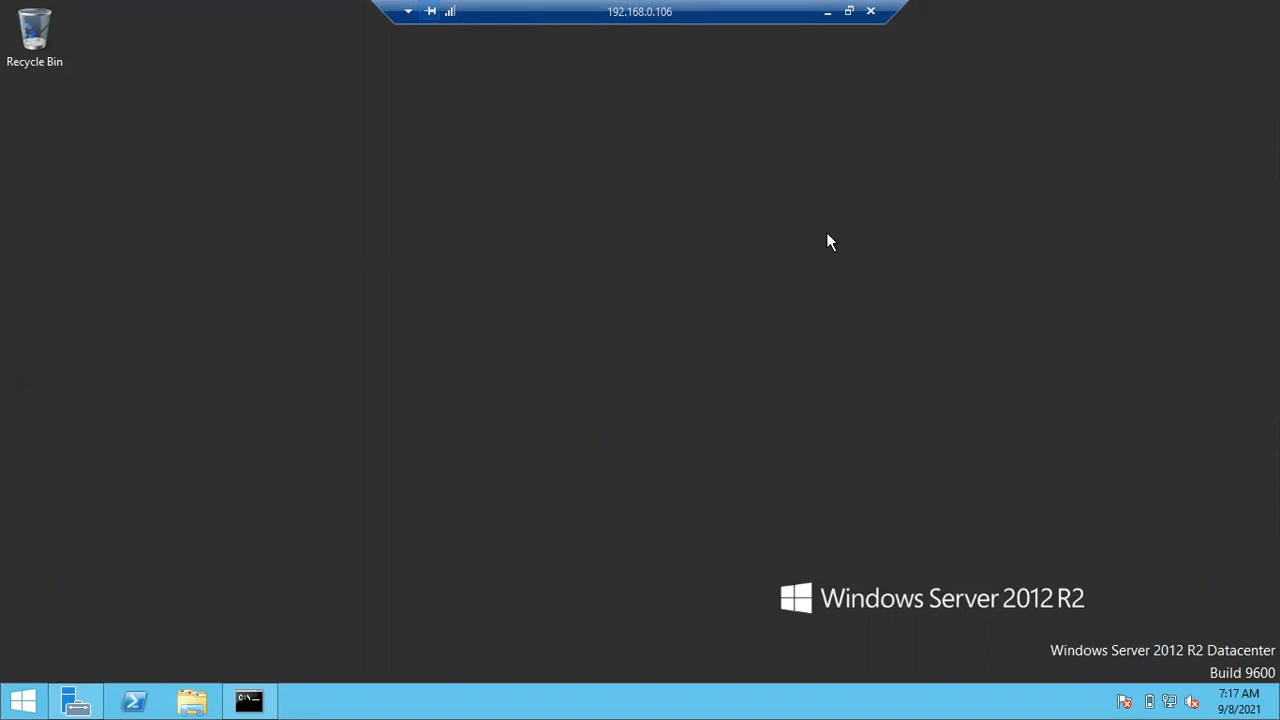 192.168.0.106
Recycle Bin
Windows Server 2012 R2
Windows Server 2012 R2 Datacenter
Build 9600
C:\_
7:17 AM
9/8/2021